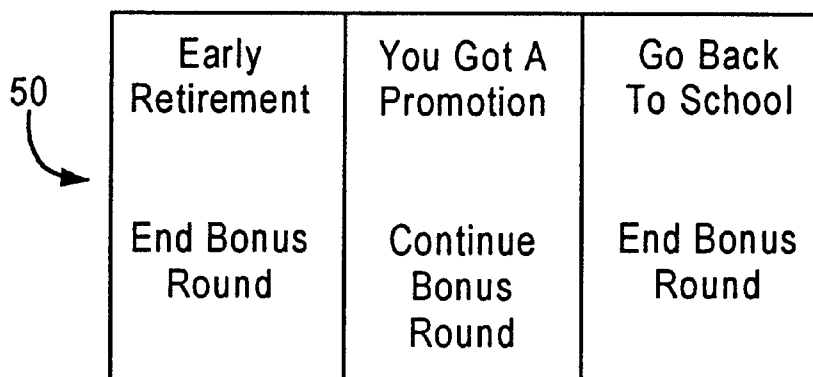 50
Early
Retirement
End Bonus
Round
You Got A
Promotion
Continue
Bonus
Round
Go Back
To School
End Bonus
Round